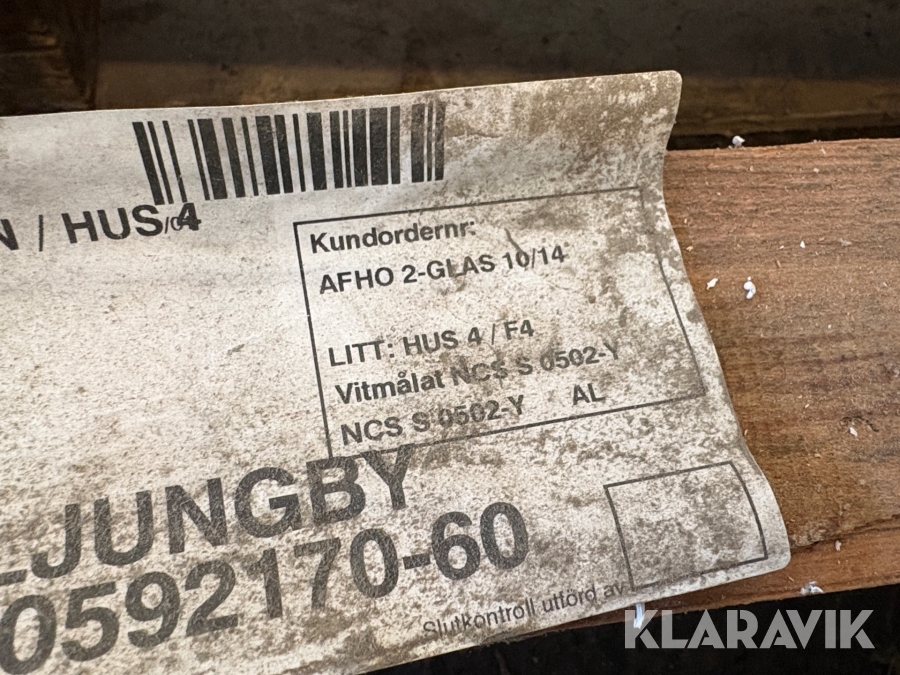 N / HUS 4
Kundordernr:
AFHO 2-GLAS 10/14
LITT: HUS 4 / F4
Vitmålat NCS S 0502-Y
NCS S 0502-Y AL
LJUNGBY
0592170-60
Slutkontroll utförd av
KLARAVIK